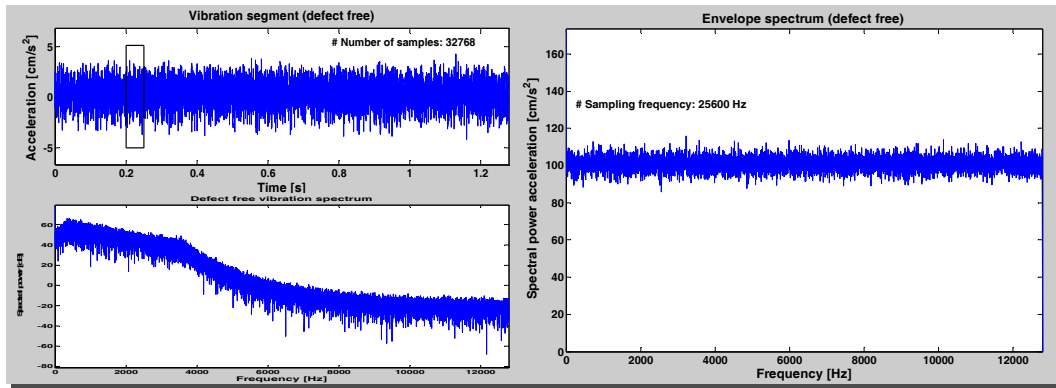 Vibration segment (defect free)
# Number of samples: 32768
Acceleration [cm/s²]
5
0
-5
0 0.2 0.4 0.6 0.8 1 1.2
Time [s]
Defect free vibration spectrum
Spectral power [dB]
60
40
20
0
-20
-40
-60
-80
0 2000 4000 6000 8000 10000 12000
Frequency [Hz]
Envelope spectrum (defect free)
# Sampling frequency: 25600 Hz
Spectral power acceleration [cm/s²]
160
140
120
100
80
60
40
20
0
0 2000 4000 6000 8000 10000 12000
Frequency [Hz]